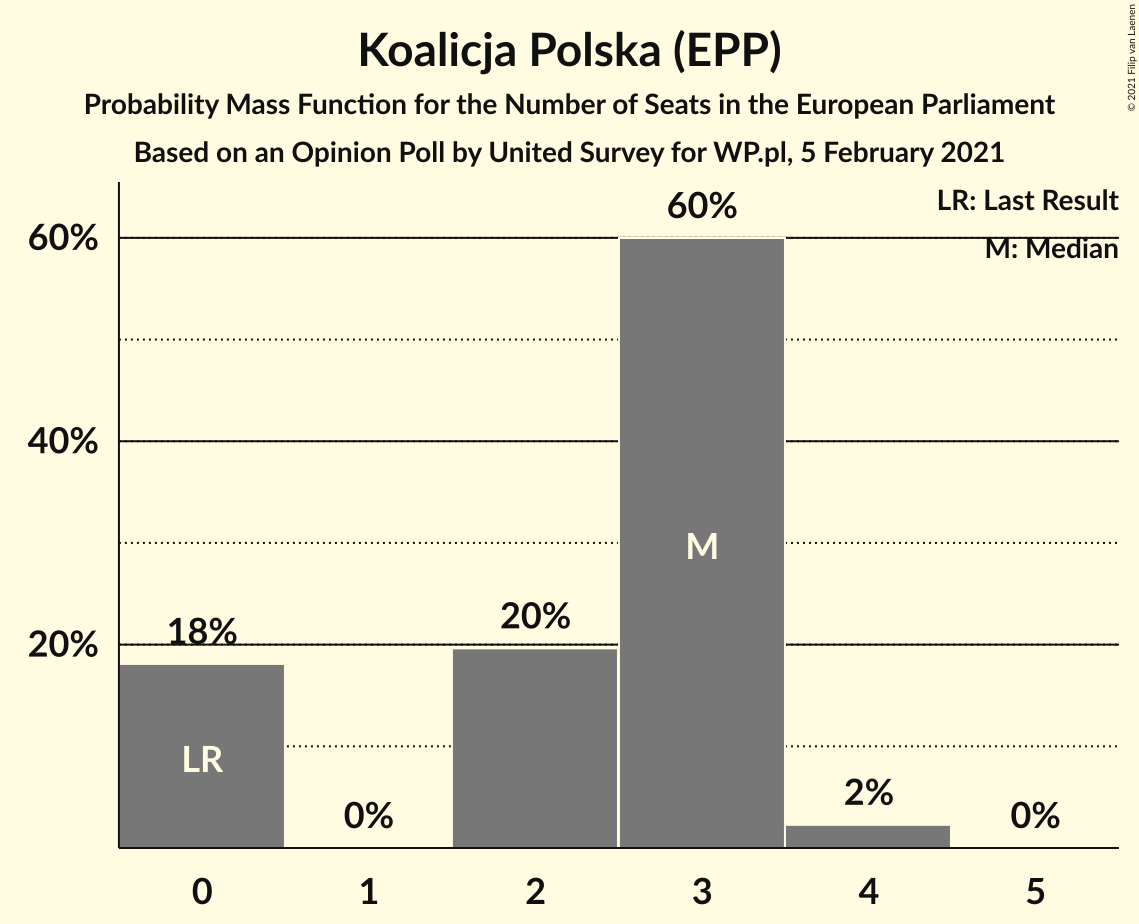 Koalicja Polska (EPP)
Probability Mass Function for the Number of Seats in the European Parliament
Based on an Opinion Poll by United Survey for WP.pl, 5 February 2021
© 2021 Filip van Laenen
LR: Last Result
M: Median
60%
40%
20%
18%
0%
20%
60%
2%
0%
LR
M
0 1 2 3 4 5